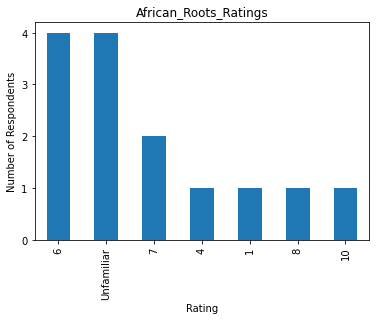 African_Roots_Ratings
Number of Respondents
4
3
2
1
0
6
Unfamiliar
7
4
1
8
10
Rating